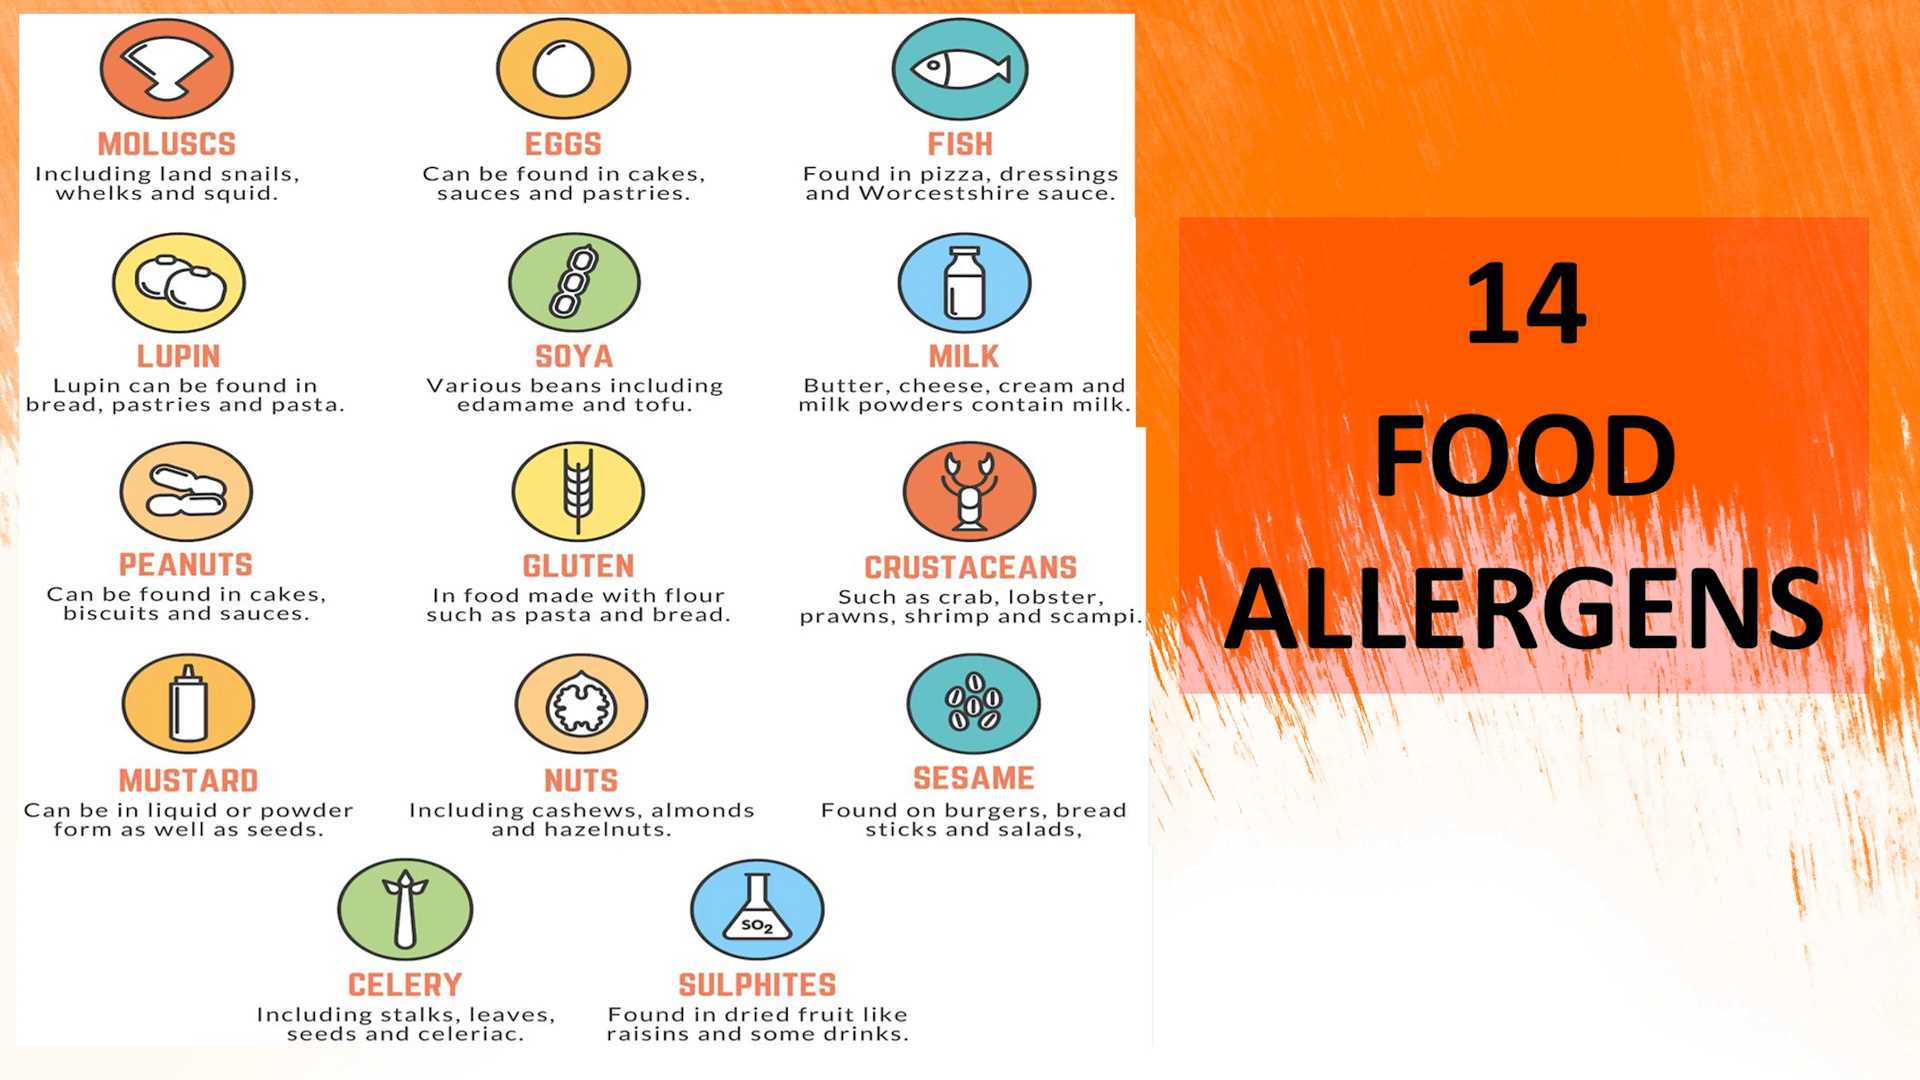 MOLUSCS
Including land snails,
whelks and squid.
EGGS
Can be found in cakes,
sauces and pastries.
FISH
Found in pizza, dressings
and Worcestshire sauce.
LUPIN
Lupin can be found in
bread, pastries and pasta.
SOYA
Various beans including
edamame and tofu.
MILK
Butter, cheese, cream and
milk powders contain milk.
PEANUTS
Can be found in cakes,
biscuits and sauces.
GLUTEN
In food made with flour
such as pasta and bread.
CRUSTACEANS
Such as crab, lobster,
prawns, shrimp and scampi.
MUSTARD
Can be in liquid or powder
form as well as seeds.
NUTS
Including cashews, almonds
and hazelnuts.
SESAME
Found on burgers, bread
sticks and salads,
CELERY
Including stalks, leaves,
seeds and celeriac.
SO₂
SULPHITES
Found in dried fruit like
raisins and some drinks.
14
FOOD
ALLERGENS